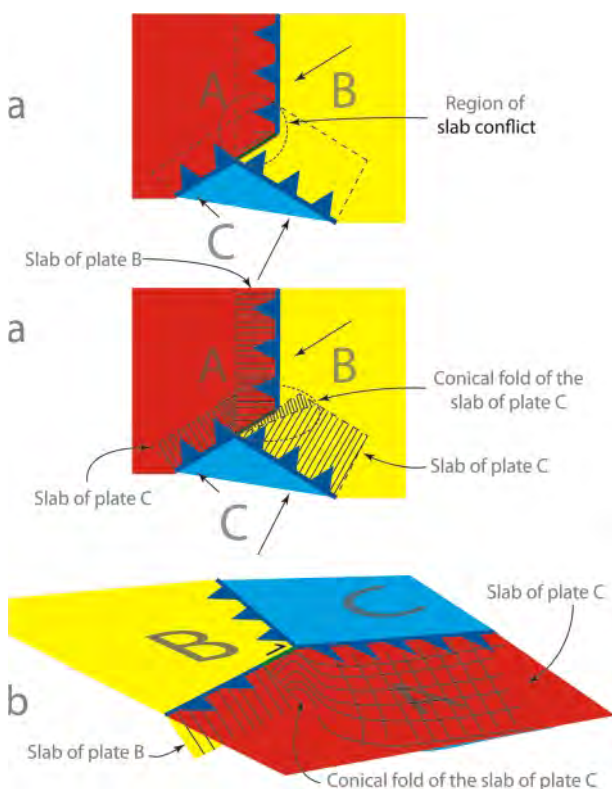 a
A
B
Region of
slab conflict
C
Slab of plate B
a
A
B
Conical fold of the
slab of plate C
Slab of plate C
Slab of plate C
C
C
Slab of plate C
B
A
b
Slab of plate B
Conical fold of the slab of plate C